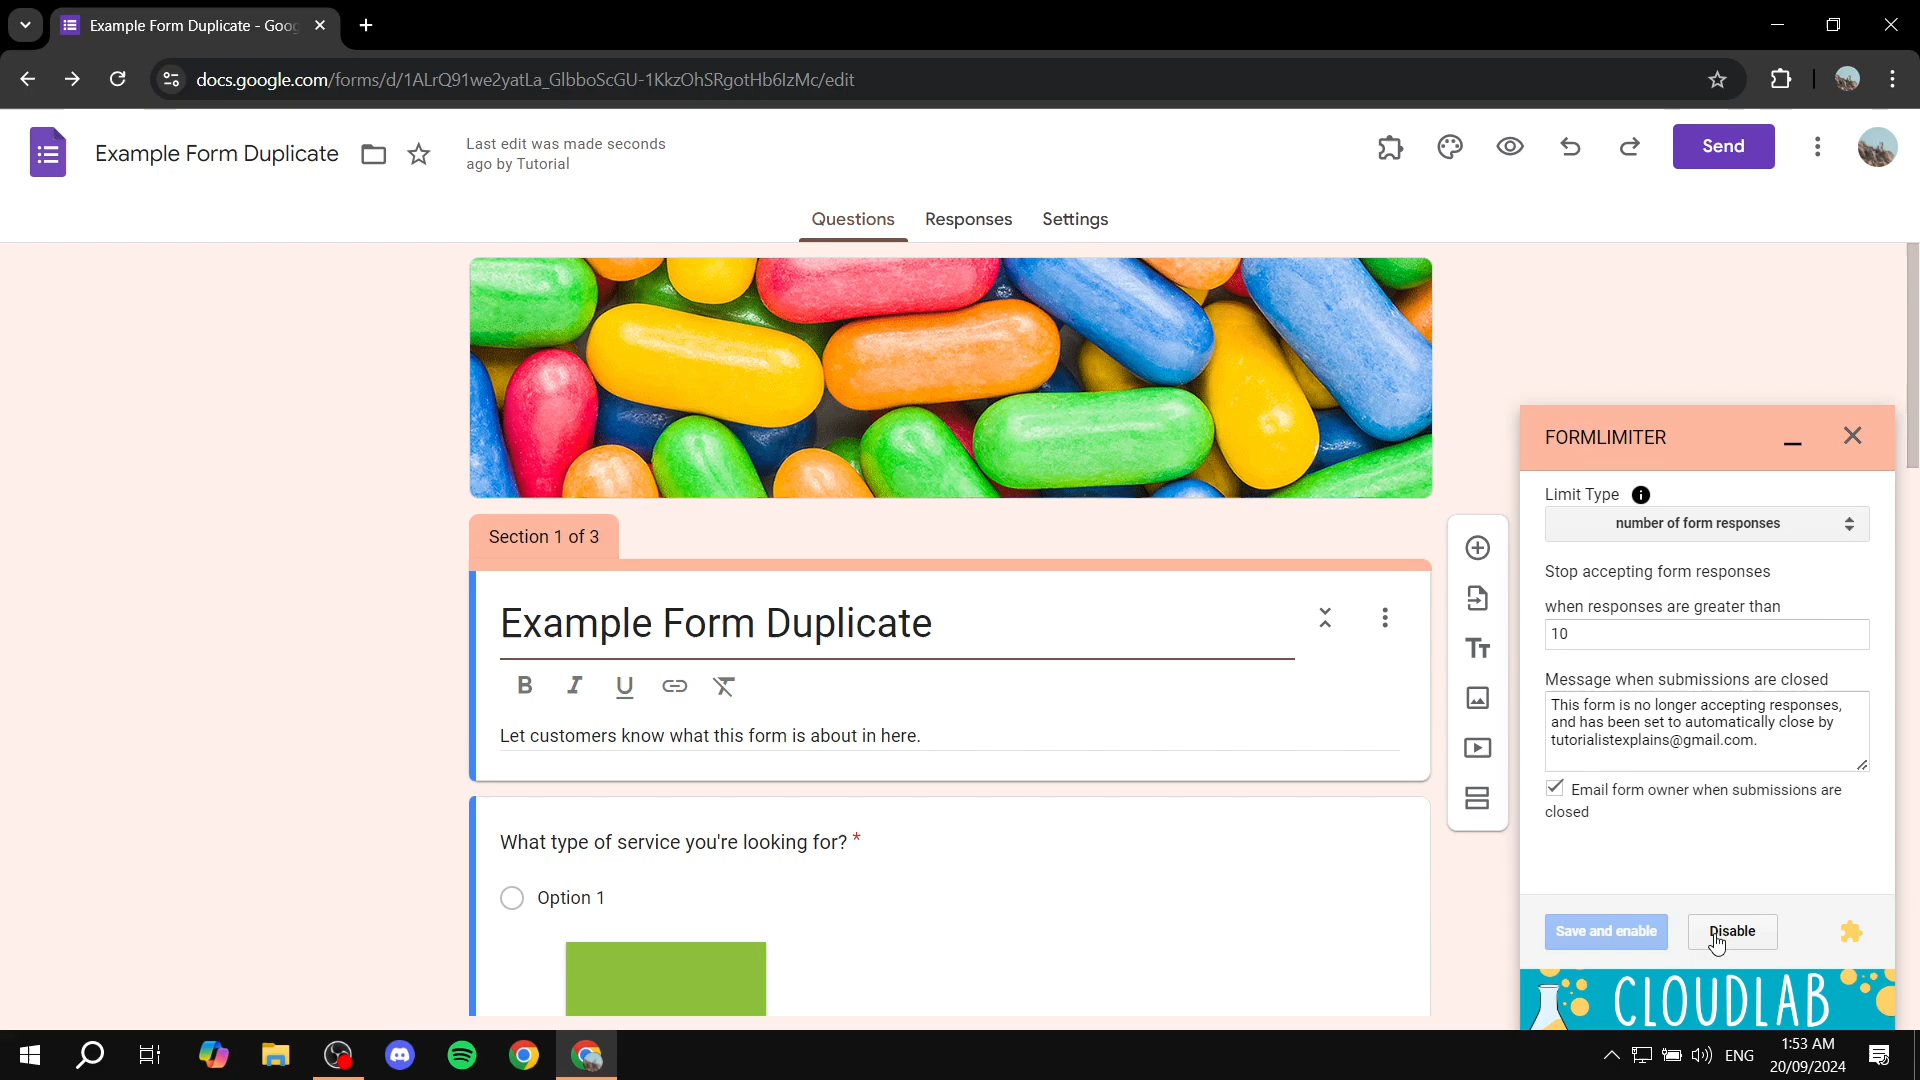 Example Form Duplicate - Goog
docs.google.com/forms/d/1ALrQ91we2yatLa_GlbboScGU-1KkzOhSRgotHb6IzMc/edit
Example Form Duplicate
Last edit was made seconds
ago by Tutorial
Send
Questions
Responses
Settings
Section 1 of 3
Example Form Duplicate
B I U
Let customers know what this form is about in here.
What type of service you're looking for? *
Option 1
Tt
FORMLIMITER
Limit Type
number of form responses
Stop accepting form responses
when responses are greater than
10
Message when submissions are closed
This form is no longer accepting responses,
and has been set to automatically close by
tutorialistexplains@gmail.com.
Email form owner when submissions are
closed
Save and enable
Disable
CLOUDLAB
ENG
1:53 AM
20/09/2024